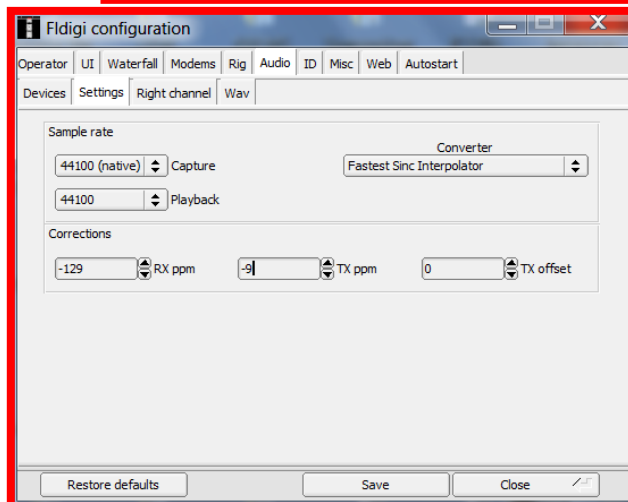 Fldigi configuration
Operator UI Waterfall Modems Rig Audio ID Misc Web Autostart
Devices Settings Right channel Wav
Sample rate
Converter
44100 (native) Capture Fastest Sinc Interpolator
44100 Playback
Corrections
-129 RX ppm -9 TX ppm 0 TX offset
Restore defaults Save Close